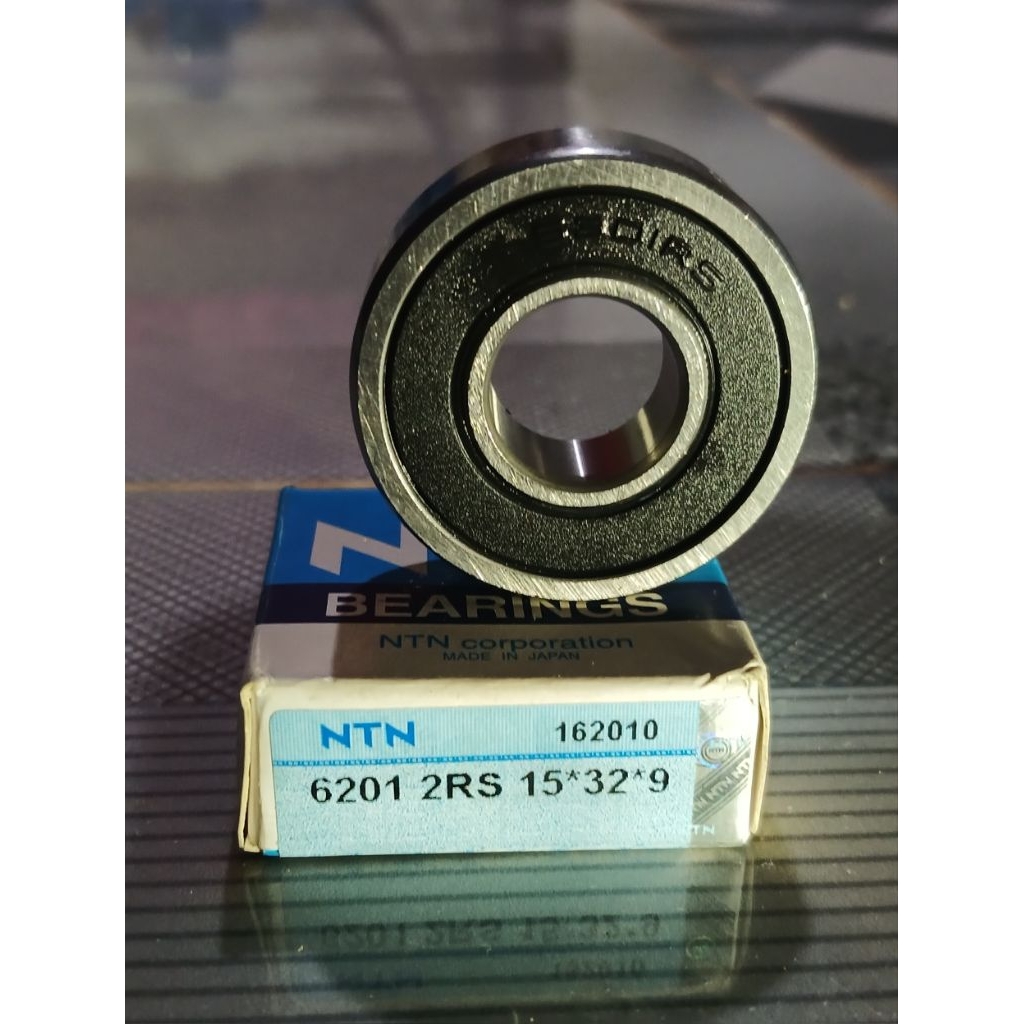 6201RS
BEARINGS
NTN corporation
MADE IN JAPAN
NTN 162010
6201 2RS 15*32*9
NTN